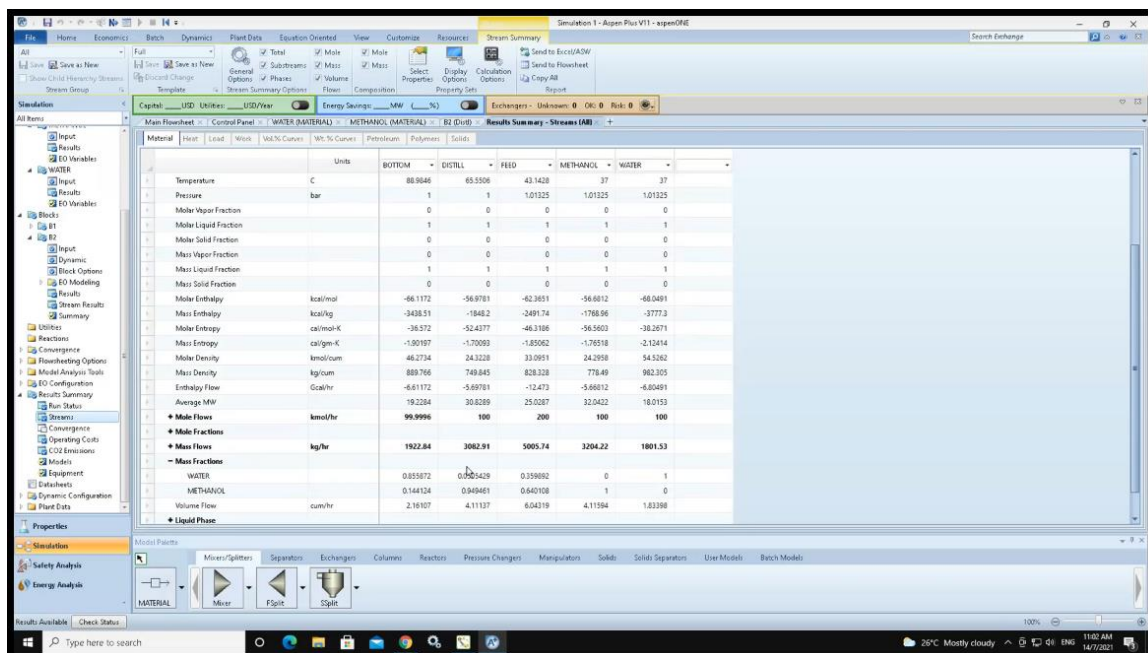 Simulation 1 - Aspen Plus V11 - aspenONE
Stream Summary
File Home Economics Batch Dynamics Plant Data Equation Oriented View Customize Resources Stream Summary Search Exchange
All Full Total Mole Mole Send to Excel/ASW
Save Save as New Save Save as New Substreams Mass Mass Send to Flowsheet
Show Child Hierarchy Streams Discard Change General Options Phases Volume Select Properties Display Options Calculation Options Copy All
Stream Group Template Stream Summary Options Flows Composition Property Sets Report
Simulation Capital: ____USD Utilities: ____USD/Year Energy Savings: ____MW (____%) Exchangers - Unknown: 0 OK: 0 Risk: 0
All Items Main Flowsheet Control Panel WATER (MATERIAL) METHANOL (MATERIAL) B2 (Distl) Results Summary - Streams (All) +
Material Heat Load Work Vol.% Curves Wt. % Curves Petroleum Polymers Solids
Input
Results
EO Variables
WATER
Input
Results
EO Variables
Blocks
B1
B2
Input
Dynamic
Block Options
EO Modeling
Results
Stream Results
Summary
Utilities
Reactions
Convergence
Flowsheeting Options
Model Analysis Tools
EO Configuration
Results Summary
Run Status
Streams
Convergence
Operating Costs
CO2 Emissions
Models
Equipment
Datasheets
Dynamic Configuration
Plant Data
Properties
Simulation
Safety Analysis
Energy Analysis
Units BOTTOM DISTILL FEED METHANOL WATER
Temperature C 88.9846 65.5506 43.1428 37 37
Pressure bar 1 1 1.01325 1.01325 1.01325
Molar Vapor Fraction 0 0 0 0 0
Molar Liquid Fraction 1 1 1 1 1
Molar Solid Fraction 0 0 0 0 0
Mass Vapor Fraction 0 0 0 0 0
Mass Liquid Fraction 1 1 1 1 1
Mass Solid Fraction 0 0 0 0 0
Molar Enthalpy kcal/mol -66.1172 -56.9781 -62.3651 -56.6812 -68.0491
Mass Enthalpy kcal/kg -3438.51 -1848.2 -2491.74 -1768.96 -3777.3
Molar Entropy cal/mol-K -36.572 -52.4377 -46.3186 -56.5603 -38.2671
Mass Entropy cal/gm-K -1.90197 -1.70093 -1.85062 -1.76518 -2.12414
Molar Density kmol/cum 46.2734 24.3228 33.0951 24.2958 54.5262
Mass Density kg/cum 889.766 749.845 828.328 778.49 982.305
Enthalpy Flow Gcal/hr -6.61172 -5.69781 -12.473 -5.66812 -6.80491
Average MW 19.2284 30.8289 25.0287 32.0422 18.0153
+ Mole Flows kmol/hr 99.9996 100 200 100 100
+ Mole Fractions
+ Mass Flows kg/hr 1922.84 3082.91 5005.74 3204.22 1801.53
− Mass Fractions
WATER 0.855872 0.0505429 0.359892 0 1
METHANOL 0.144124 0.949461 0.640108 1 0
Volume Flow cum/hr 2.16107 4.11137 6.04319 4.11594 1.83398
+ Liquid Phase
Model Palette
Mixers/Splitters Separators Exchangers Columns Reactors Pressure Changers Manipulators Solids Solids Separators User Models Batch Models
MATERIAL Mixer FSplit SSplit
Results Available Check Status 100%
Type here to search 26°C Mostly cloudy ENG 11:02 AM
14/7/2021